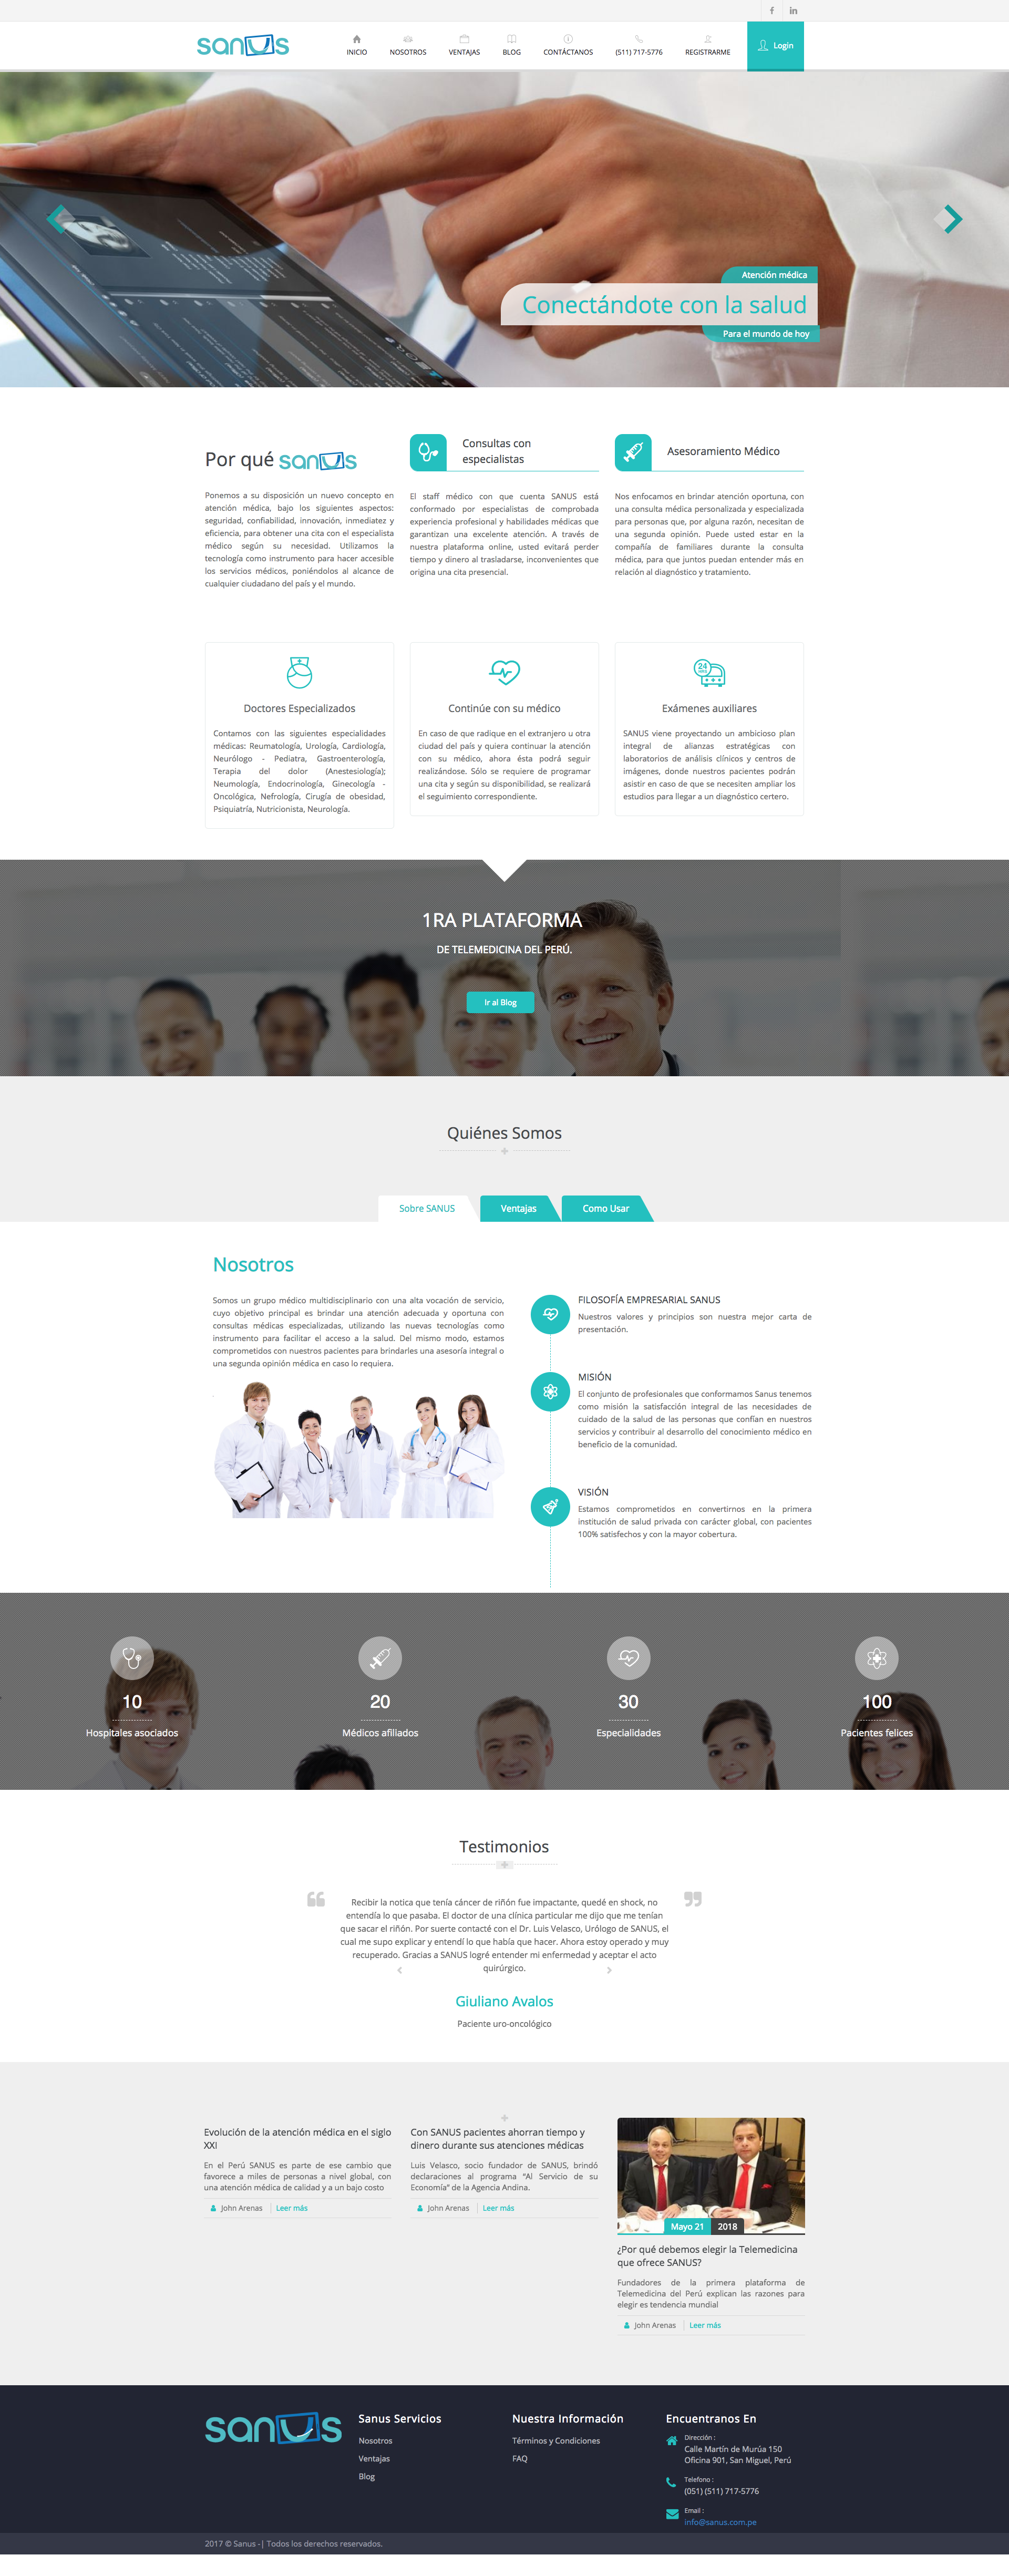 sanus
INICIO
NOSOTROS
VENTAJAS
BLOG
CONTÁCTANOS
(511) 717-5776
REGISTRARME
Login
Atención médica
Conectándote con la salud
Para el mundo de hoy
Por qué sanus
Ponemos a su disposición un nuevo concepto en
atención médica, bajo los siguientes aspectos:
seguridad, confiabilidad, innovación, inmediatez y
eficiencia, para obtener una cita con el especialista
médico según su necesidad. Utilizamos la
tecnología como instrumento para hacer accesible
los servicios médicos, poniéndolos al alcance de
cualquier ciudadano del país y el mundo.
Consultas con
especialistas
El staff médico con que cuenta SANUS está
conformado por especialistas de comprobada
experiencia profesional y habilidades médicas que
garantizan una excelente atención. A través de
nuestra plataforma online, usted evitará perder
tiempo y dinero al trasladarse, inconvenientes que
origina una cita presencial.
Asesoramiento Médico
Nos enfocamos en brindar atención oportuna, con
una consulta médica personalizada y especializada
para personas que, por alguna razón, necesitan de
una segunda opinión. Puede usted estar en la
compañía de familiares durante la consulta
médica, para que juntos puedan entender más en
relación al diagnóstico y tratamiento.
Doctores Especializados
Contamos con las siguientes especialidades
médicas: Reumatología, Urología, Cardiología,
Neurólogo - Pediatra, Gastroenterología,
Terapia del dolor (Anestesiología);
Neumología, Endocrinología, Ginecología -
Oncológica, Nefrología, Cirugía de obesidad,
Psiquiatría, Nutricionista, Neurología.
Continúe con su médico
En caso de que radique en el extranjero u otra
ciudad del país y quiera continuar la atención
con su médico, ahora ésta podrá seguir
realizándose. Sólo se requiere de programar
una cita y según su disponibilidad, se realizará
el seguimiento correspondiente.
24
Exámenes auxiliares
SANUS viene proyectando un ambicioso plan
integral de alianzas estratégicas con
laboratorios de análisis clínicos y centros de
imágenes, donde nuestros pacientes podrán
asistir en caso de que se necesiten ampliar los
estudios para llegar a un diagnóstico certero.
1RA PLATAFORMA
DE TELEMEDICINA DEL PERÚ.
Ir al Blog
Quiénes Somos
Sobre SANUS
Ventajas
Como Usar
Nosotros
Somos un grupo médico multidisciplinario con una alta vocación de servicio,
cuyo objetivo principal es brindar una atención adecuada y oportuna con
consultas médicas especializadas, utilizando las nuevas tecnologías como
instrumento para facilitar el acceso a la salud. Del mismo modo, estamos
comprometidos con nuestros pacientes para brindarles una asesoría integral o
una segunda opinión médica en caso lo requiera.
FILOSOFÍA EMPRESARIAL SANUS
Nuestros valores y principios son nuestra mejor carta de
presentación.
MISIÓN
El conjunto de profesionales que conformamos Sanus tenemos
como misión la satisfacción integral de las necesidades de
cuidado de la salud de las personas que confían en nuestros
servicios y contribuir al desarrollo del conocimiento médico en
beneficio de la comunidad.
VISIÓN
Estamos comprometidos en convertirnos en la primera
institución de salud privada con carácter global, con pacientes
100% satisfechos y con la mayor cobertura.
10
Hospitales asociados
20
Médicos afiliados
30
Especialidades
100
Pacientes felices
Testimonios
Recibir la notica que tenía cáncer de riñón fue impactante, quedé en shock, no
entendía lo que pasaba. El doctor de una clínica particular me dijo que me tenían
que sacar el riñón. Por suerte contacté con el Dr. Luis Velasco, Urólogo de SANUS, el
cual me supo explicar y entendí lo que había que hacer. Ahora estoy operado y muy
recuperado. Gracias a SANUS logré entender mi enfermedad y aceptar el acto
quirúrgico.
Giuliano Avalos
Paciente uro-oncológico
Evolución de la atención médica en el siglo
XXI
En el Perú SANUS es parte de ese cambio que
favorece a miles de personas a nivel global, con
una atención médica de calidad y a un bajo costo
John Arenas
Leer más
Con SANUS pacientes ahorran tiempo y
dinero durante sus atenciones médicas
Luis Velasco, socio fundador de SANUS, brindó
declaraciones al programa "Al Servicio de su
Economía" de la Agencia Andina.
John Arenas
Leer más
Mayo 21 2018
¿Por qué debemos elegir la Telemedicina
que ofrece SANUS?
Fundadores de la primera plataforma de
Telemedicina del Perú explican las razones para
elegir es tendencia mundial
John Arenas
Leer más
sanus
Sanus Servicios
Nosotros
Ventajas
Blog
Nuestra Información
Términos y Condiciones
FAQ
Encuentranos En
Dirección :
Calle Martín de Murúa 150
Oficina 901, San Miguel, Perú
Telefono :
(051) (511) 717-5776
Email :
info@sanus.com.pe
2017 © Sanus -| Todos los derechos reservados.